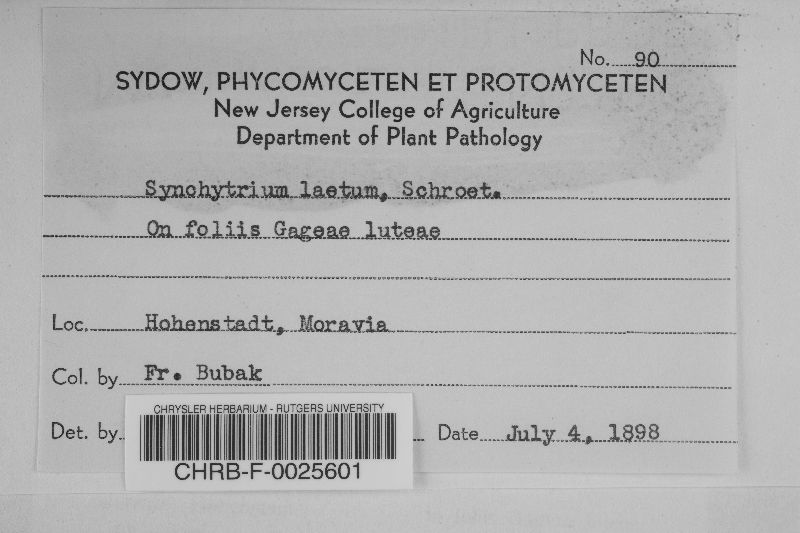 No. 90
SYDOW, PHYCOMYCETEN ET PROTOMYCETEN
New Jersey College of Agriculture
Department of Plant Pathology
Synchytrium laetum, Schroet.
On foliis Gageae luteae
Loc. Hohenstadt, Moravia
Col. by Fr. Bubak
Det. by Date July 4, 1898
CHRYSLER HERBARIUM - RUTGERS UNIVERSITY
CHRB-F-0025601